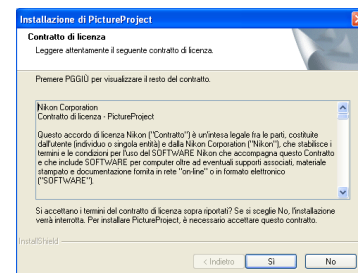 Installazione di PictureProject
Contratto di licenza
Leggere attentamente il seguente contratto di licenza.
Premere PGGIÙ per visualizzare il resto del contratto.
Nikon Corporation
Contratto di licenza - PictureProject
Questo accordo di licenza Nikon ("Contratto") è un'intesa legale fra le parti, costituite
dall'utente (individuo o singola entità) e dalla Nikon Corporation ("Nikon"), che stabilisce i
termini e le condizioni per l'uso del SOFTWARE Nikon che accompagna questo Contratto
e che include SOFTWARE per computer oltre ad eventuali supporti associati, materiale
stampato e documentazione fornita in rete "on-line" o in formato elettronico
("SOFTWARE").
Si accettano i termini del contratto di licenza sopra riportati? Se si sceglie No, l'installazione
verrà interrotta. Per installare PictureProject, è necessario accettare questo contratto.
InstallShield
< Indietro
Sì
No